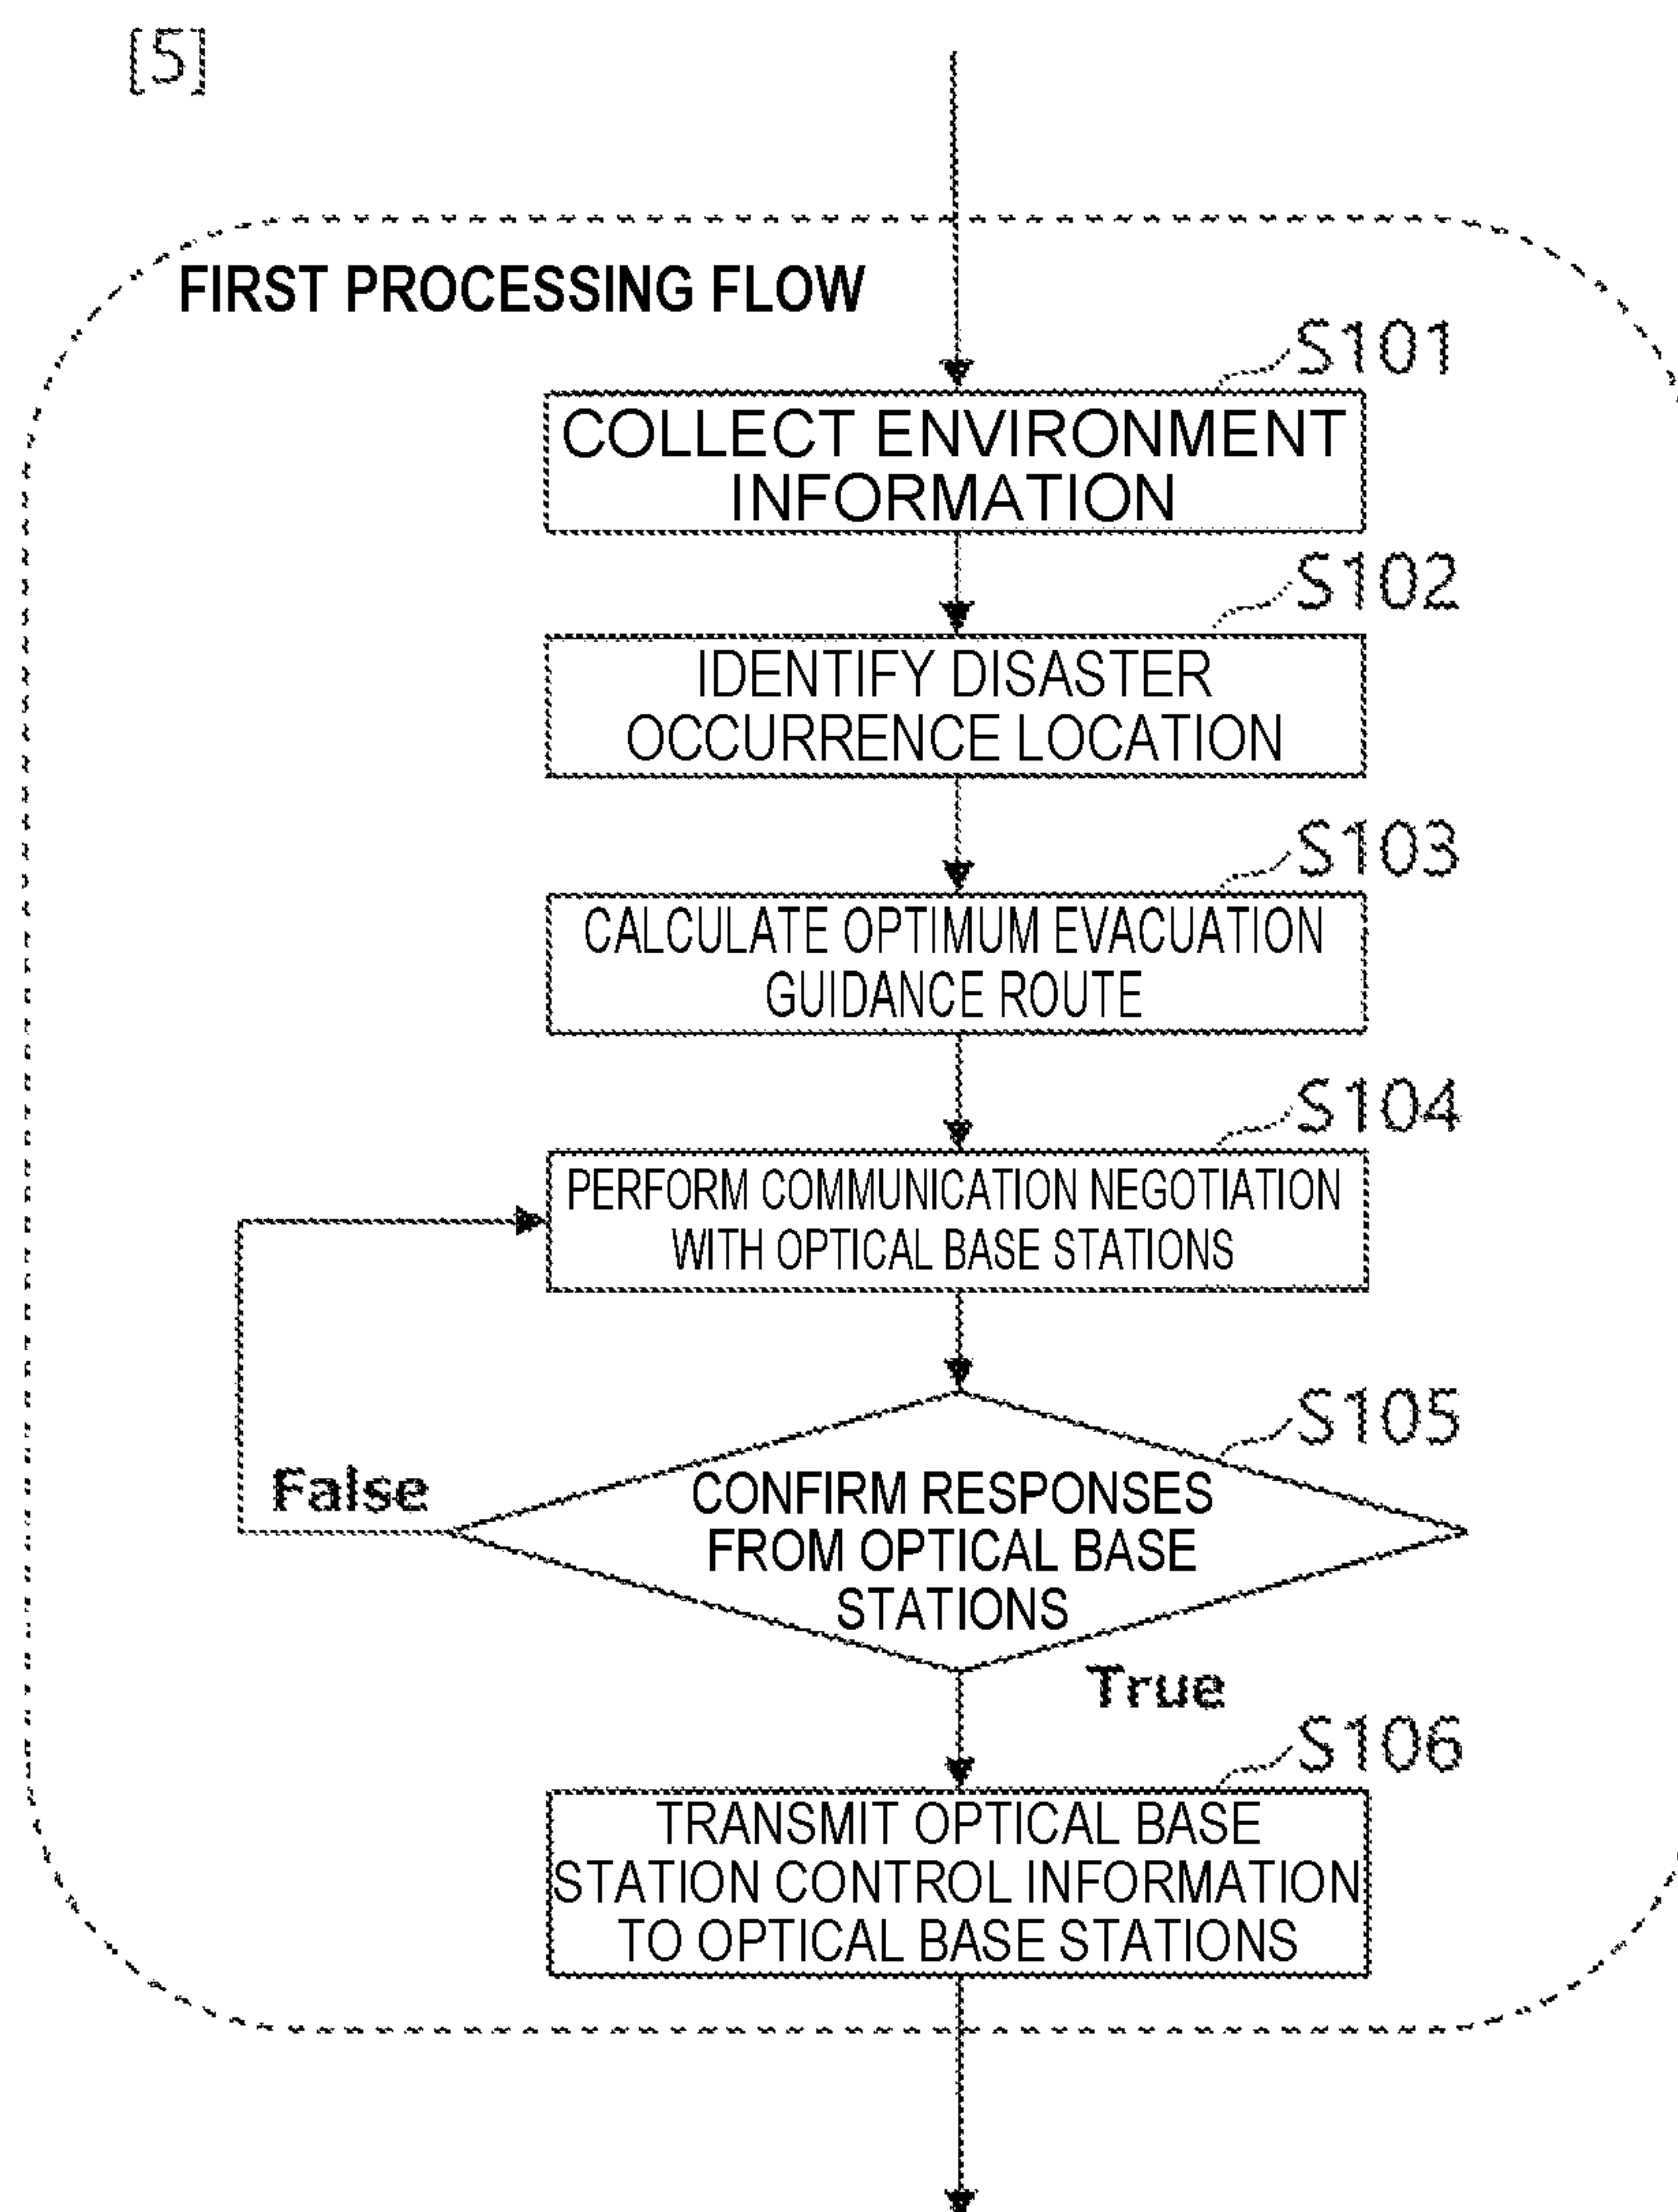 [5]
FIRST PROCESSING FLOW
S101
COLLECT ENVIRONMENT
INFORMATION
S102
IDENTIFY DISASTER
OCCURRENCE LOCATION
S103
CALCULATE OPTIMUM EVACUATION
GUIDANCE ROUTE
S104
PERFORM COMMUNICATION NEGOTIATION
WITH OPTICAL BASE STATIONS
S105
False
CONFIRM RESPONSES
FROM OPTICAL BASE
STATIONS
True
S106
TRANSMIT OPTICAL BASE
STATION CONTROL INFORMATION
TO OPTICAL BASE STATIONS